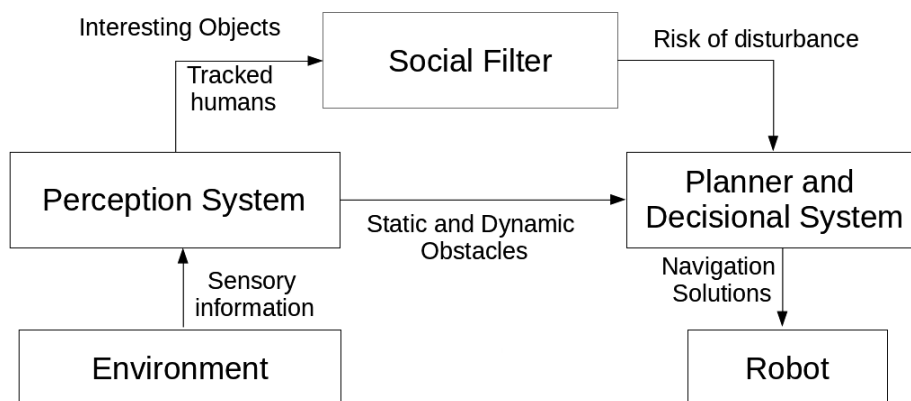 Interesting Objects
Tracked
humans
Social Filter
Risk of disturbance
Perception System
Static and Dynamic
Obstacles
Planner and
Decisional System
Sensory
information
Navigation
Solutions
Environment
Robot